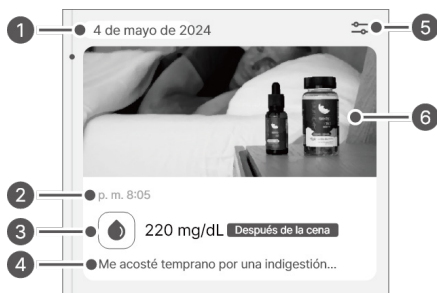 1 4 de mayo de 2024 5
6
2 p. m. 8:05
3 220 mg/dL Después de la cena
4 Me acosté temprano por una indigestión...